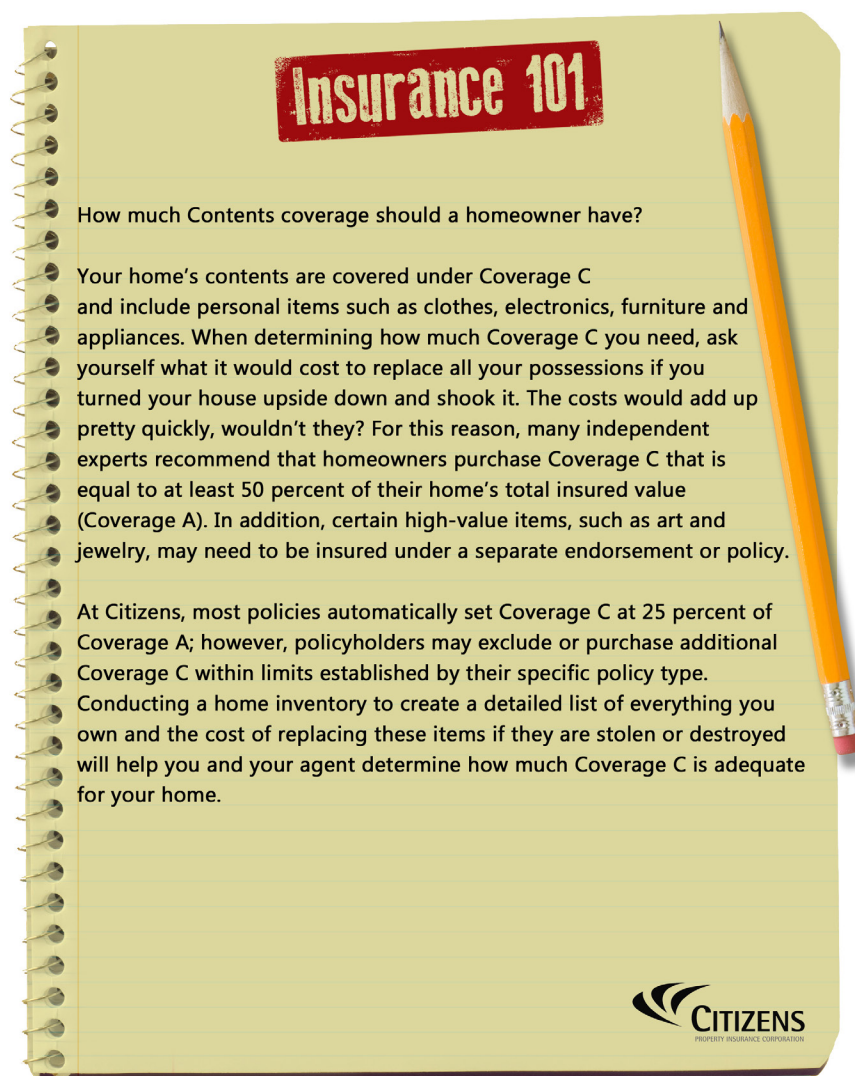 Insurance 101
How much Contents coverage should a homeowner have?
Your home's contents are covered under Coverage C
and include personal items such as clothes, electronics, furniture and
appliances. When determining how much Coverage C you need, ask
yourself what it would cost to replace all your possessions if you
turned your house upside down and shook it. The costs would add up
pretty quickly, wouldn't they? For this reason, many independent
experts recommend that homeowners purchase Coverage C that is
equal to at least 50 percent of their home's total insured value
(Coverage A). In addition, certain high-value items, such as art and
jewelry, may need to be insured under a separate endorsement or policy.
At Citizens, most policies automatically set Coverage C at 25 percent of
Coverage A; however, policyholders may exclude or purchase additional
Coverage C within limits established by their specific policy type.
Conducting a home inventory to create a detailed list of everything you
own and the cost of replacing these items if they are stolen or destroyed
will help you and your agent determine how much Coverage C is adequate
for your home.
CITIZENS
PROPERTY INSURANCE CORPORATION